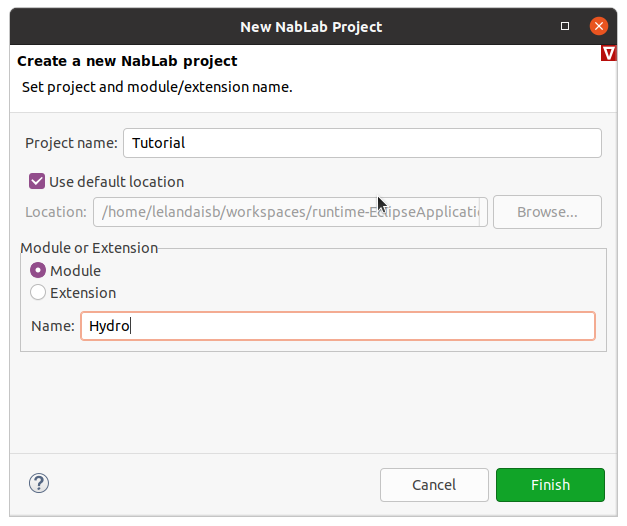 New NabLab Project
Create a new NabLab project
Set project and module/extension name.
Project name: Tutorial
Use default location
Location: /home/lelandaisb/workspaces/runtime-EclipseApplicati Browse...
Module or Extension
Module
Extension
Name: Hydro
? Cancel Finish